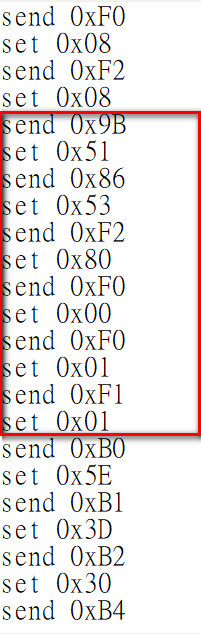 send 0xF0
set 0x08
send 0xF2
set 0x08
send 0x9B
set 0x51
send 0x86
set 0x53
send 0xF2
set 0x80
send 0xF0
set 0x00
send 0xF0
set 0x01
send 0xF1
set 0x01
send 0xB0
set 0x5E
send 0xB1
set 0x3D
send 0xB2
set 0x30
send 0xB4